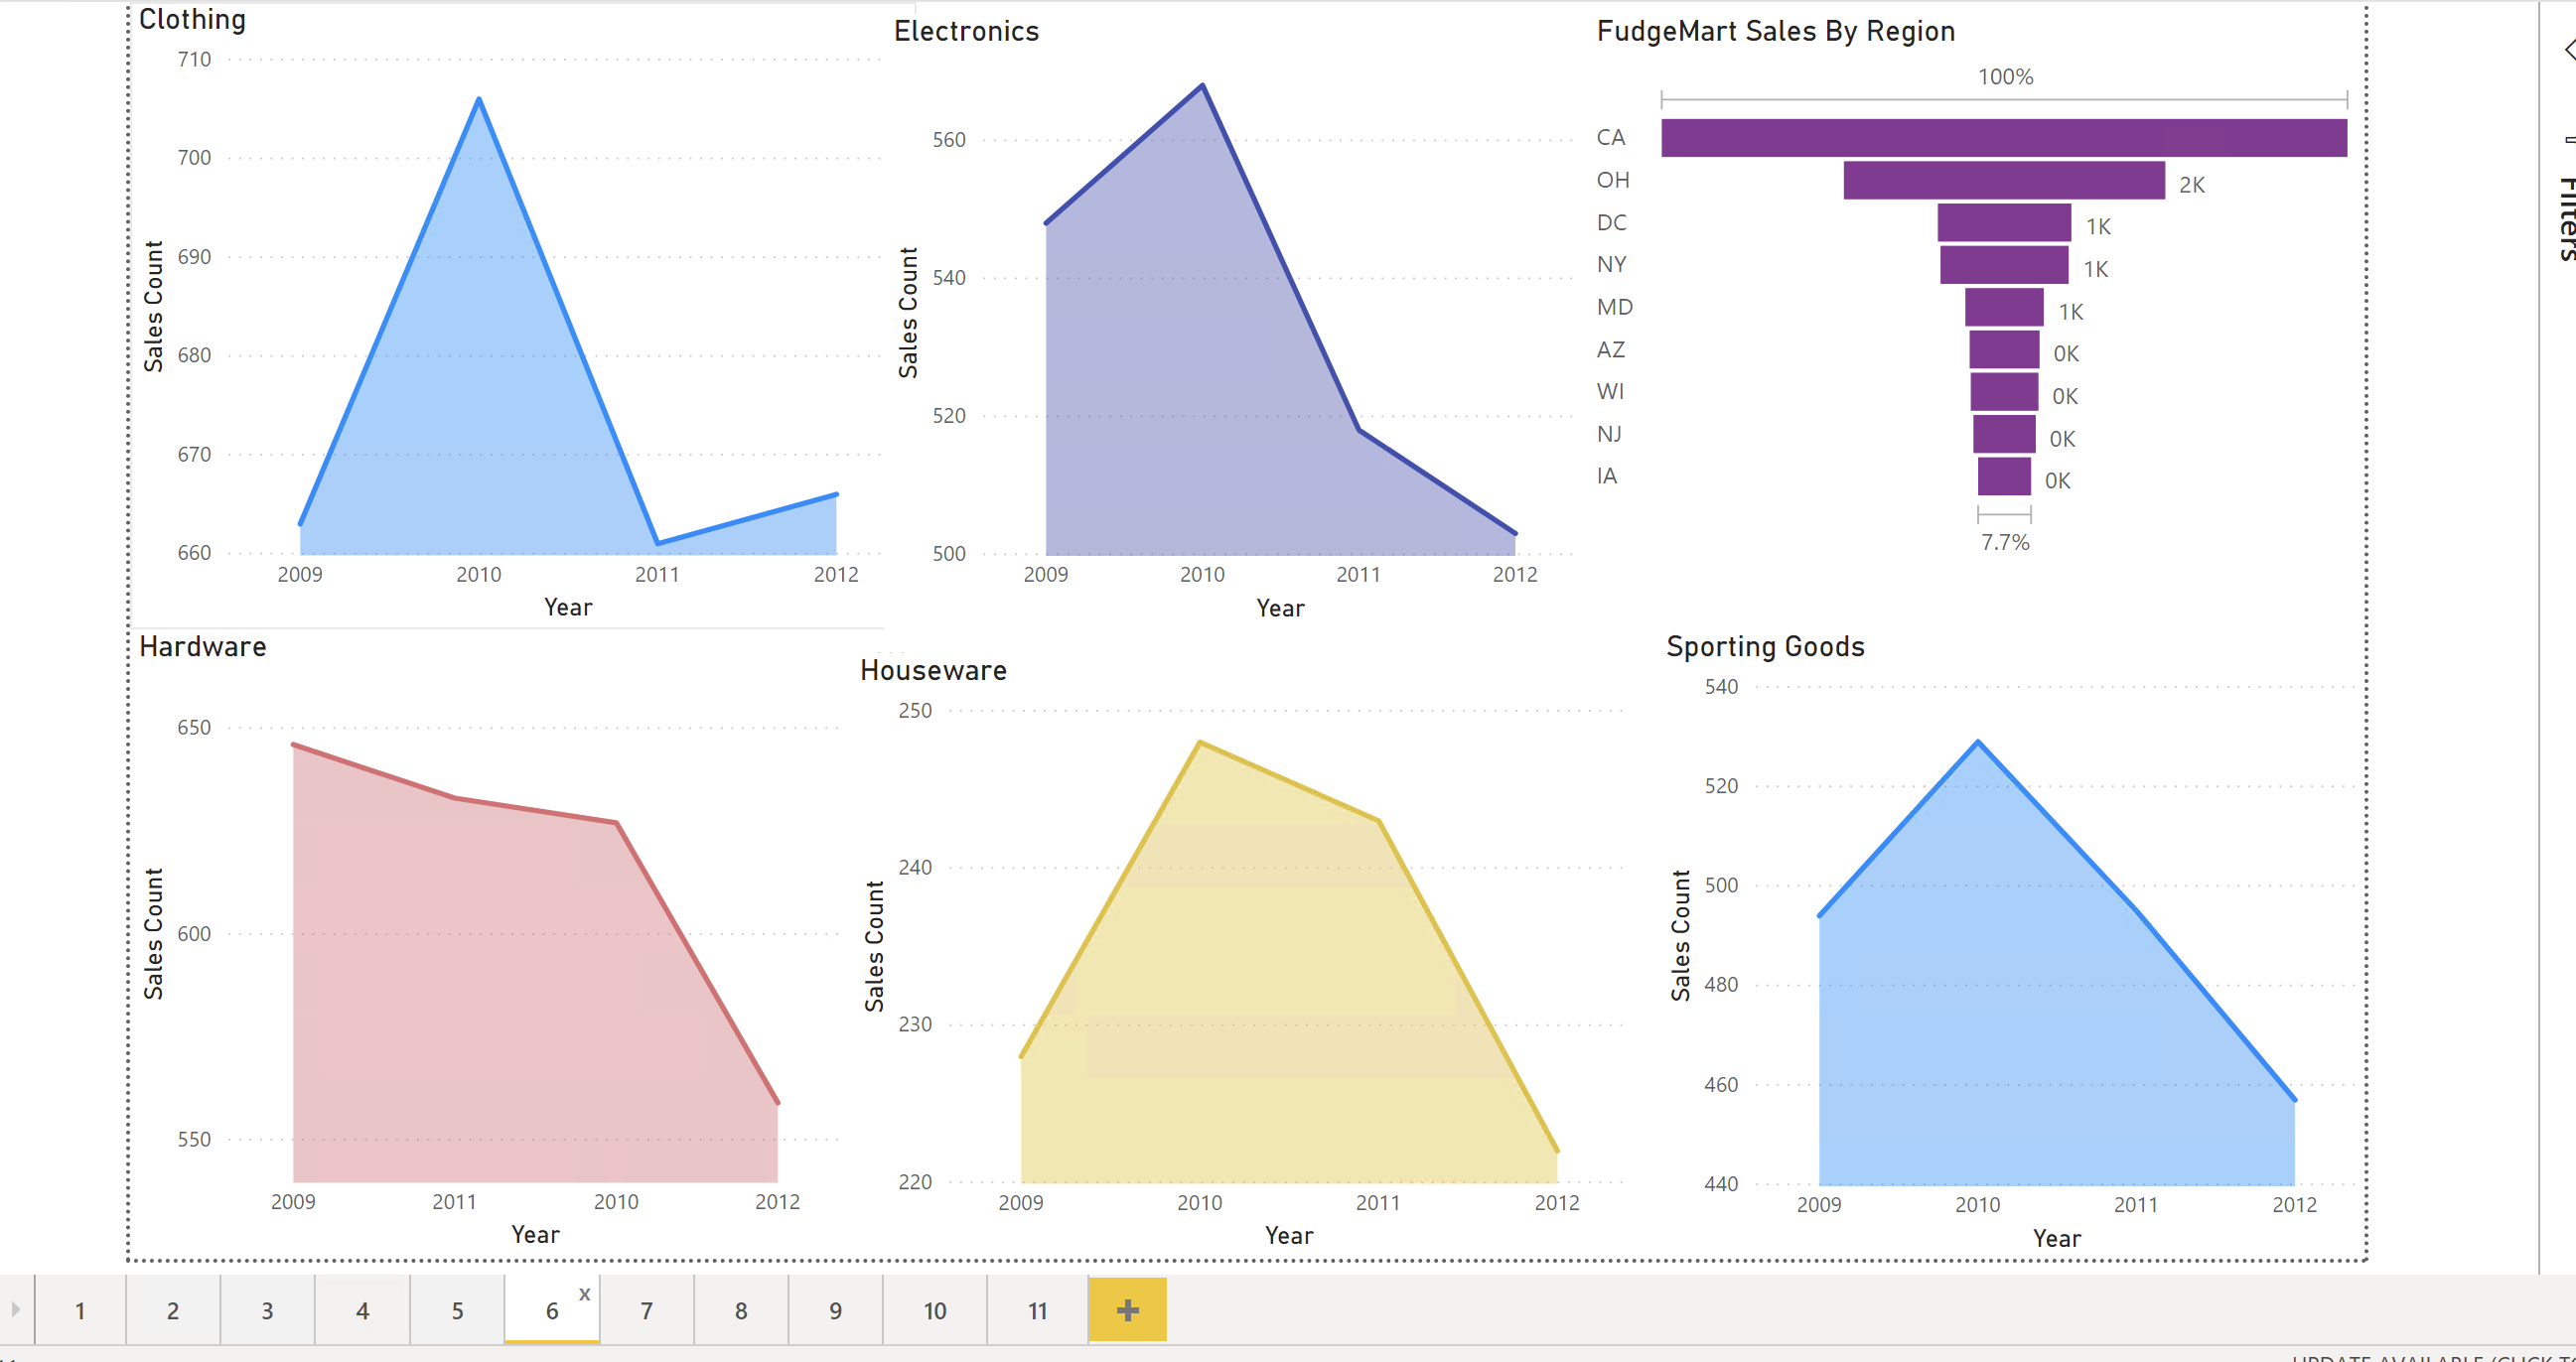 Clothing
710
700
690
680
670
660
Sales Count
2009 2010 2011 2012
Year
Electronics
560
540
520
500
Sales Count
2009 2010 2011 2012
Year
FudgeMart Sales By Region
100%
CA
OH 2K
DC 1K
NY 1K
MD 1K
AZ 0K
WI 0K
NJ 0K
IA 0K
7.7%
Filters
Hardware
650
600
550
Sales Count
2009 2011 2010 2012
Year
Houseware
250
240
230
220
Sales Count
2009 2010 2011 2012
Year
Sporting Goods
540
520
500
480
460
440
Sales Count
2009 2010 2011 2012
Year
1 2 3 4 5 6 x 7 8 9 10 11 +
UPDATE AVAILABLE (CLICK TO